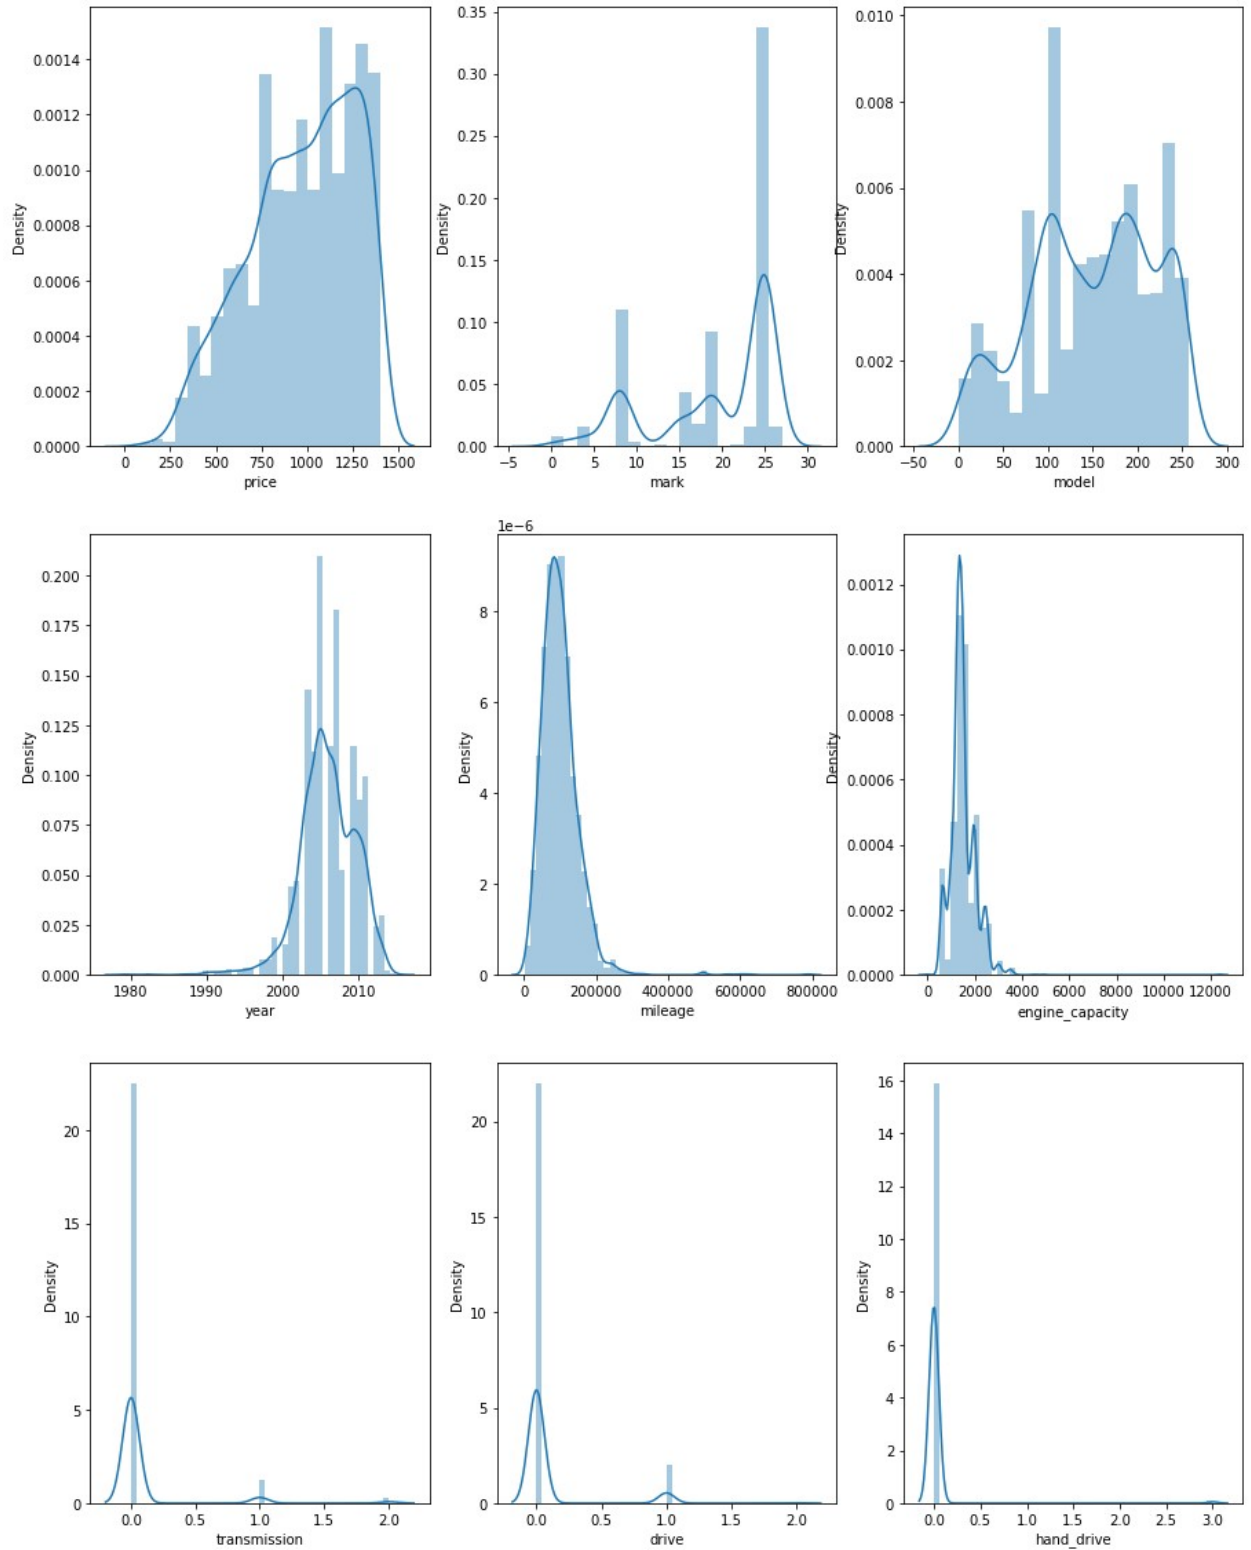 0.0014
0.0012
0.0010
0.0008
0.0006
0.0004
0.0002
0.0000
Density
0 250 500 750 1000 1250 1500
price
0.35
0.30
0.25
0.20
0.15
0.10
0.05
0.00
Density
−5 0 5 10 15 20 25 30
mark
0.010
0.008
0.006
0.004
0.002
0.000
Density
−50 0 50 100 150 200 250 300
model
0.200
0.175
0.150
0.125
0.100
0.075
0.050
0.025
0.000
Density
1980 1990 2000 2010
year
1e−6
8
6
4
2
0
Density
0 200000 400000 600000 800000
mileage
0.0012
0.0010
0.0008
0.0006
0.0004
0.0002
0.0000
Density
0 2000 4000 6000 8000 10000 12000
engine_capacity
20
15
10
5
0
Density
0.0 0.5 1.0 1.5 2.0
transmission
20
15
10
5
0
Density
0.0 0.5 1.0 1.5 2.0
drive
16
14
12
10
8
6
4
2
0
Density
0.0 0.5 1.0 1.5 2.0 2.5 3.0
hand_drive